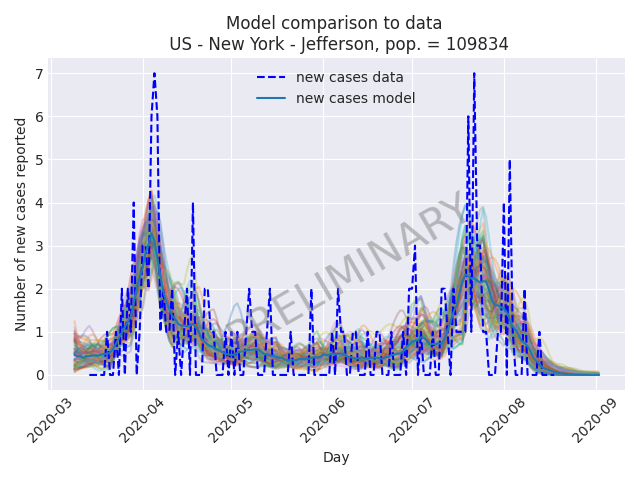 Model comparison to data
US - New York - Jefferson, pop. = 109834
Number of new cases reported
7
6
5
4
3
2
1
0
new cases data
new cases model
PRELIMINARY
2020-03
2020-04
2020-05
2020-06
2020-07
2020-08
2020-09
Day